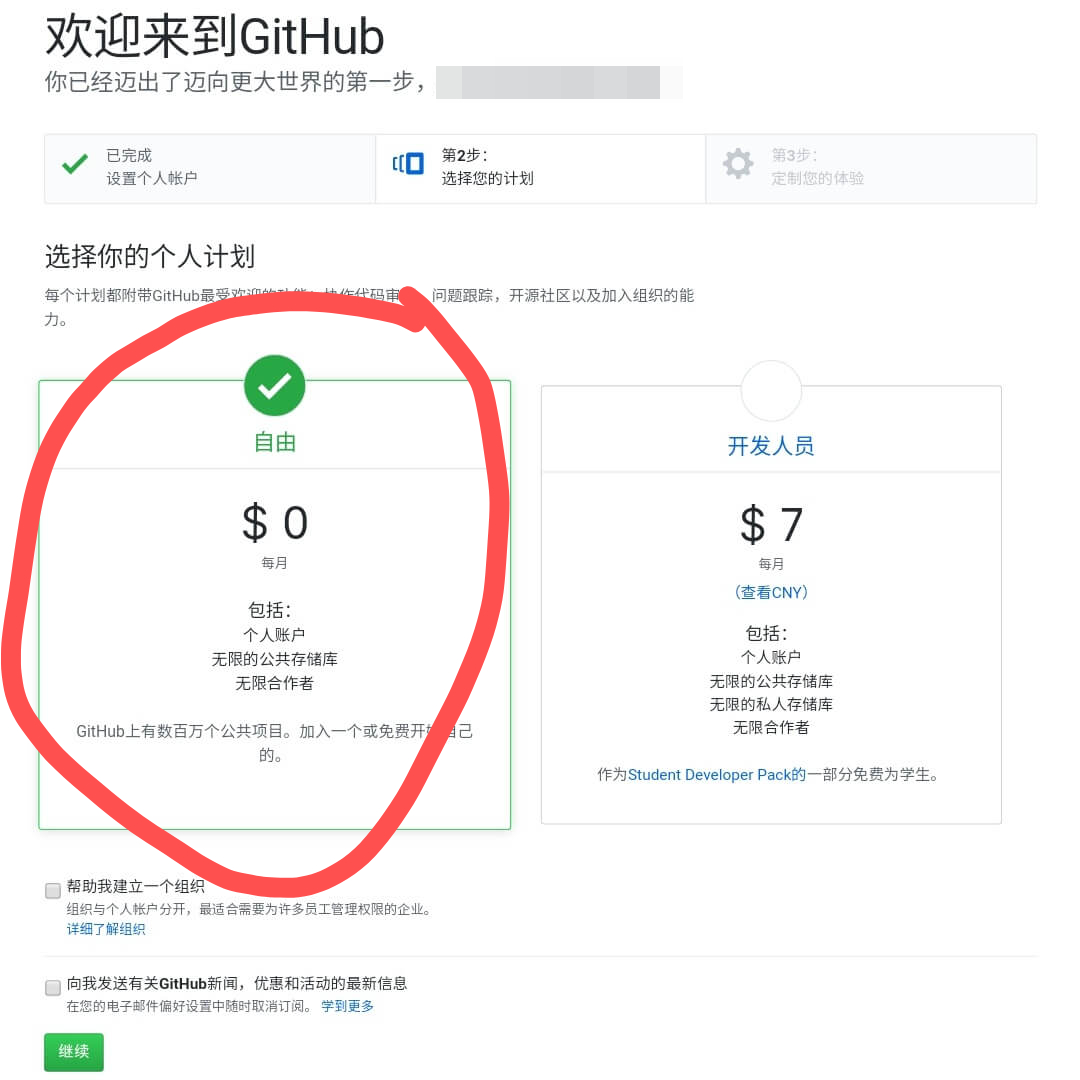 欢迎来到GitHub
你已经迈出了迈向更大世界的第一步，
已完成
设置个人帐户
第2步：
选择您的计划
第3步：
定制您的体验
选择你的个人计划
每个计划都附带GitHub最受欢迎的功能：协作代码审 问题跟踪，开源社区以及加入组织的能
力。
自由
$ 0
每月
包括：
个人账户
无限的公共存储库
无限合作者
GitHub上有数百万个公共项目。加入一个或免费开始自己
的。
开发人员
$ 7
每月
（查看CNY）
包括：
个人账户
无限的公共存储库
无限的私人存储库
无限合作者
作为Student Developer Pack的一部分免费为学生。
帮助我建立一个组织
组织与个人帐户分开，最适合需要为许多员工管理权限的企业。
详细了解组织
向我发送有关GitHub新闻，优惠和活动的最新信息
在您的电子邮件偏好设置中随时取消订阅。 学到更多
继续